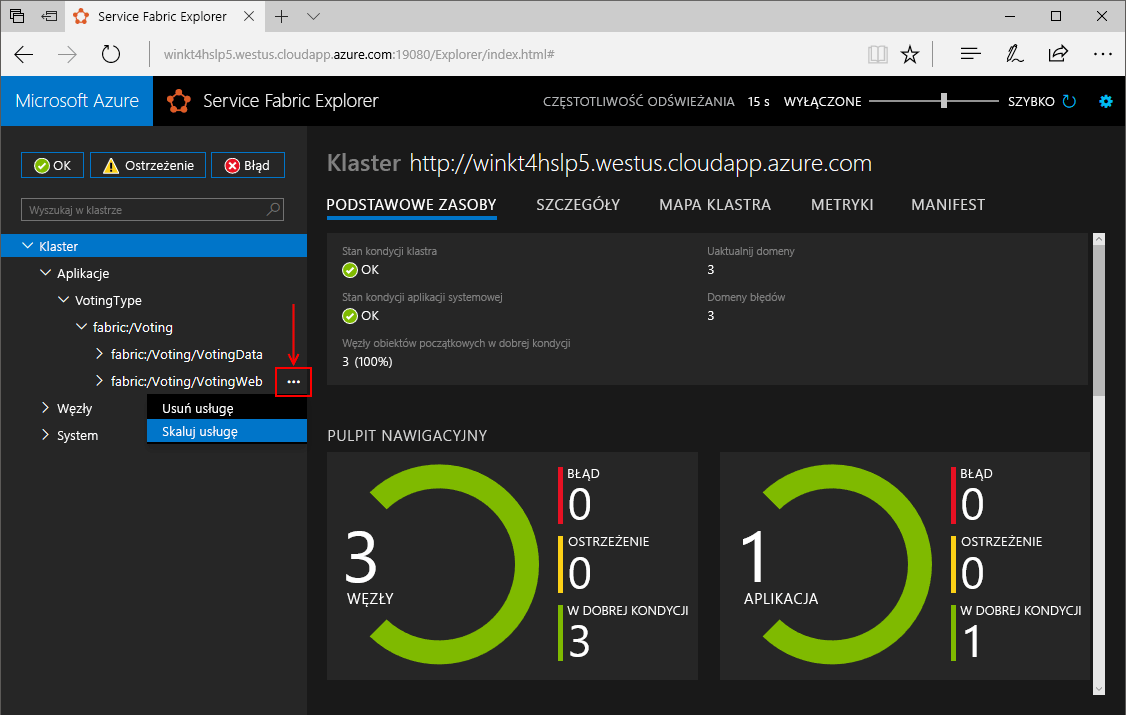 Service Fabric Explorer
winkt4hslp5.westus.cloudapp.azure.com:19080/Explorer/index.html#
Microsoft Azure
Service Fabric Explorer
CZĘSTOTLIWOŚĆ ODŚWIEŻANIA 15 s WYŁĄCZONE SZYBKO
OK
Ostrzeżenie
Błąd
Wyszukaj w klastrze
Klaster
Aplikacje
VotingType
fabric:/Voting
fabric:/Voting/VotingData
fabric:/Voting/VotingWeb
Usuń usługę
Skaluj usługę
Węzły
System
Klaster http://winkt4hslp5.westus.cloudapp.azure.com
PODSTAWOWE ZASOBY
SZCZEGÓŁY
MAPA KLASTRA
METRYKI
MANIFEST
Stan kondycji klastra
OK
Stan kondycji aplikacji systemowej
OK
Węzły obiektów początkowych w dobrej kondycji
3 (100%)
Uaktualnij domeny
3
Domeny błędów
3
PULPIT NAWIGACYJNY
3
WĘZŁY
BŁĄD
0
OSTRZEŻENIE
0
W DOBREJ KONDYCJI
3
1
APLIKACJA
BŁĄD
0
OSTRZEŻENIE
0
W DOBREJ KONDYCJI
1